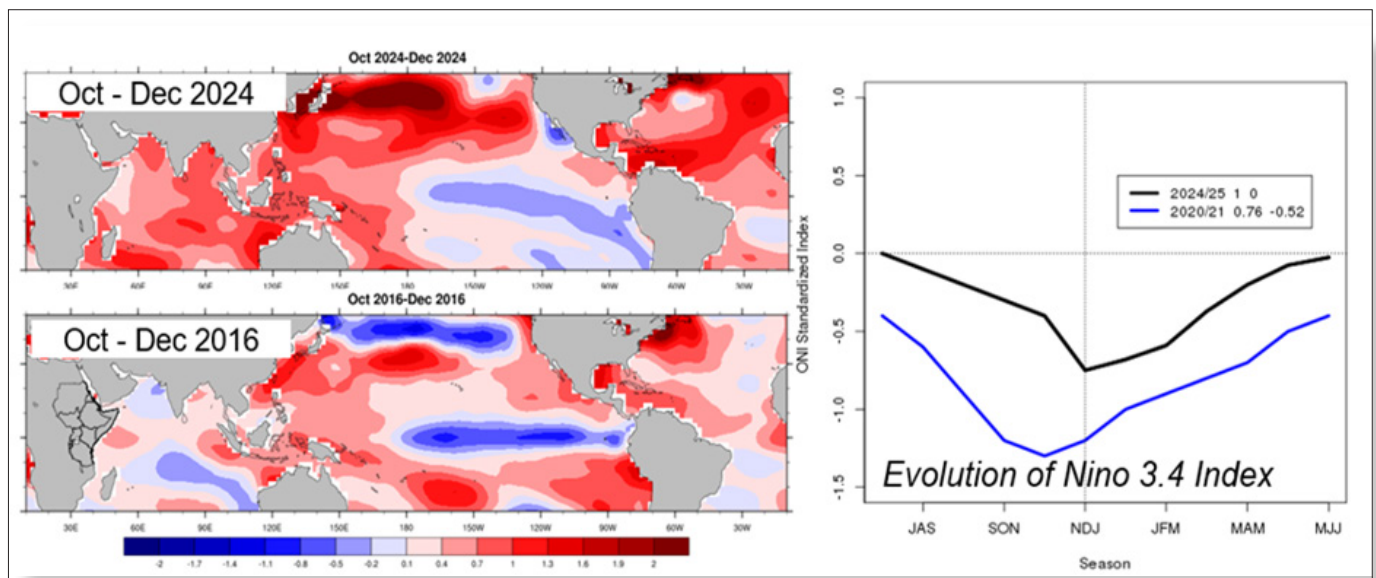 Oct 2024-Dec 2024
Oct - Dec 2024
30E 60E 90E 120E 150E 180 150W 120W 90W 60W 30W
Oct 2016-Dec 2016
Oct - Dec 2016
30E 60E 90E 120E 150E 180 150W 120W 90W 60W 30W
-2 -1.7 -1.4 -1.1 -0.8 -0.5 -0.2 0.1 0.4 0.7 1 1.3 1.6 1.9 2
ONI Standardized Index
1.0
0.5
0.0
-0.5
-1.0
-1.5
2024/25 1 0
2020/21 0.76 -0.52
Evolution of Nino 3.4 Index
JAS SON NDJ JFM MAM MJJ
Season